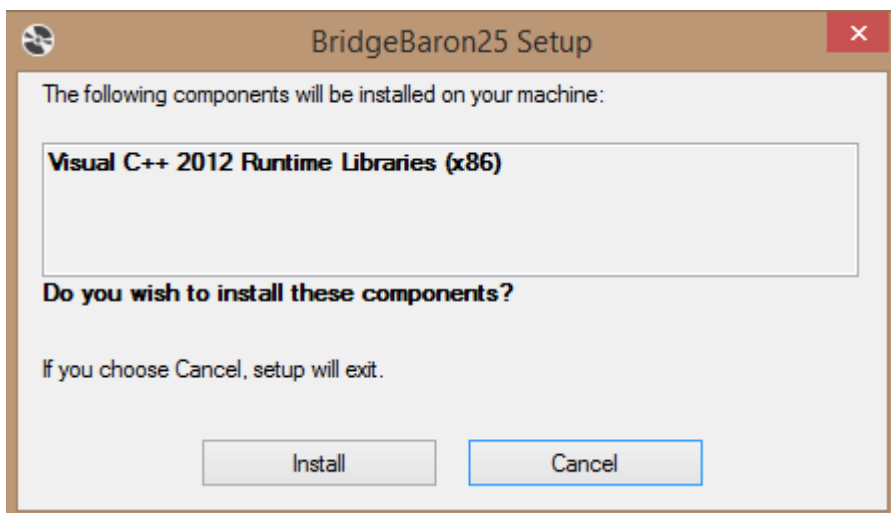 BridgeBaron25 Setup
The following components will be installed on your machine:
Visual C++ 2012 Runtime Libraries (x86)
Do you wish to install these components?
If you choose Cancel, setup will exit.
Install
Cancel